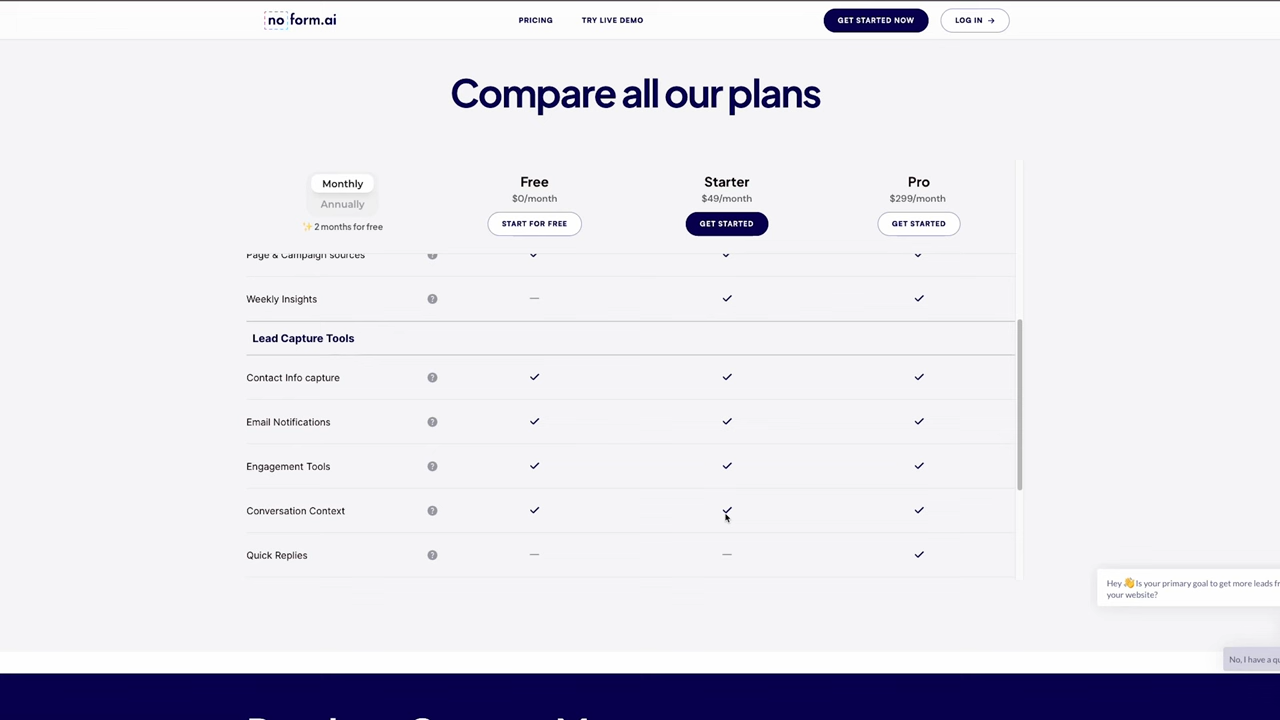 no form.ai
PRICING
TRY LIVE DEMO
GET STARTED NOW
LOG IN →
Compare all our plans
Monthly
Annually
✨ 2 months for free
Free
$0/month
START FOR FREE
Starter
$49/month
GET STARTED
Pro
$299/month
GET STARTED
Page & Campaign sources
Weekly Insights
Lead Capture Tools
Contact Info capture
Email Notifications
Engagement Tools
Conversation Context
Quick Replies
Hey 👋 Is your primary goal to get more leads
your website?
No, I have a